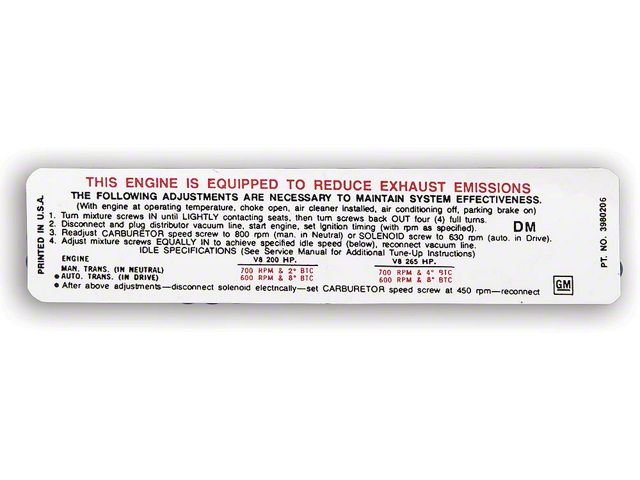 THIS ENGINE IS EQUIPPED TO REDUCE EXHAUST EMISSIONS
THE FOLLOWING ADJUSTMENTS ARE NECESSARY TO MAINTAIN SYSTEM EFFECTIVENESS.
(With engine at operating temperature, choke open, air cleaner installed, air conditioning off, parking brake on)
1. Turn mixture screws IN until LIGHTLY contacting seats, then turn screws back OUT four (4) full turns.
2. Disconnect and plug distributor vacuum line, start engine, set ignition timing (with rpm as specified). DM
3. Readjust CARBURETOR speed screw to 800 rpm (man. in Neutral) or SOLENOID screw to 630 rpm (auto. in Drive).
4. Adjust mixture screws EQUALLY IN to achieve specified idle speed (below), reconnect vacuum line.
IDLE SPECIFICATIONS (See Service Manual for Additional Tune-Up Instructions)
ENGINE V8 200 HP. V8 265 HP.
MAN. TRANS. (IN NEUTRAL) 700 RPM & 2° BTC 700 RPM & 4° BTC
● AUTO. TRANS. (IN DRIVE) 600 RPM & 8° BTC 600 RPM & 8° BTC
● After above adjustments—disconnect solenoid electrically—set CARBURETOR speed screw at 450 rpm—reconnect
GM
PRINTED IN U.S.A.
PT. NO. 3980206